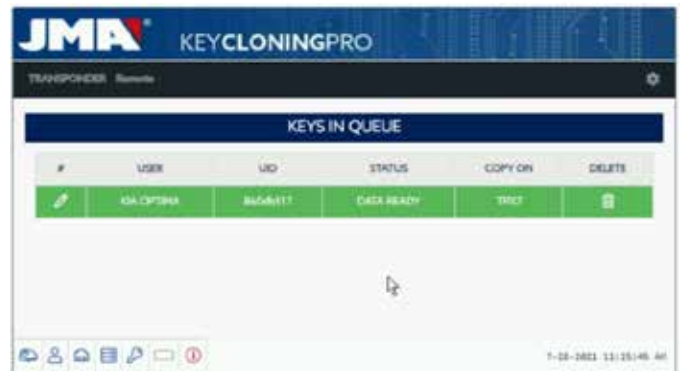 JMA KEYCLONINGPRO
TRANSPONDER Remote
KEYS IN QUEUE
# USER UID STATUS COPY ON DELETE
KIA OPTIMA DATA READY